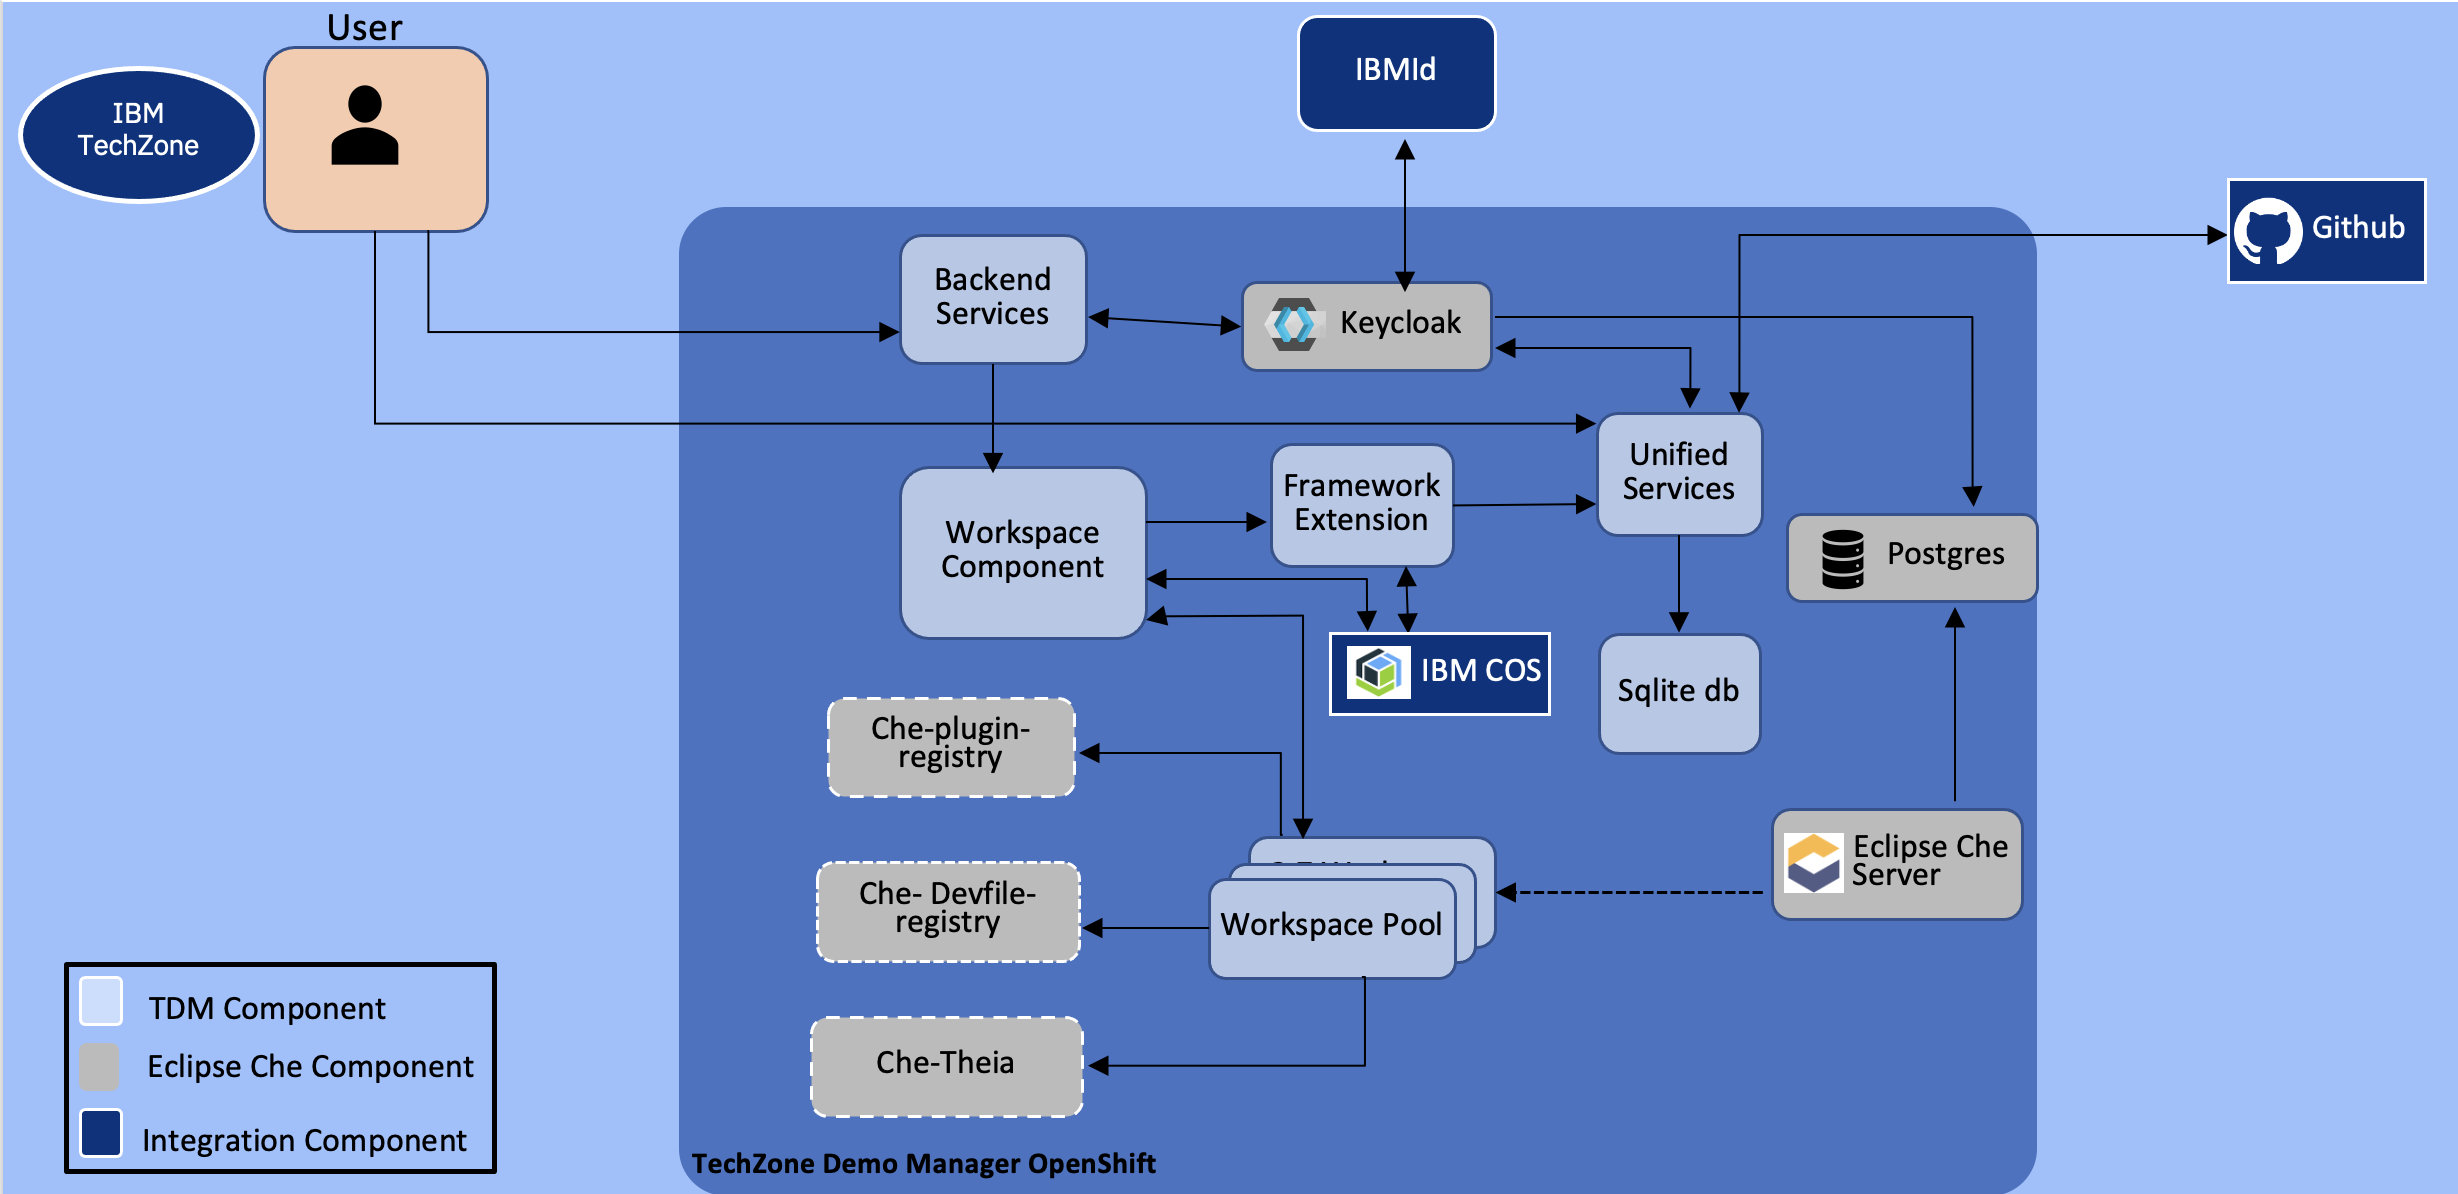 User
IBM
TechZone
IBMId
Github
Backend
Services
Keycloak
Unified
Services
Framework
Extension
Workspace
Component
Postgres
IBM COS
Sqlite db
Che-plugin-
registry
Eclipse Che
Server
Che- Devfile-
registry
Workspace Pool
Che-Theia
TDM Component
Eclipse Che Component
Integration Component
TechZone Demo Manager OpenShift